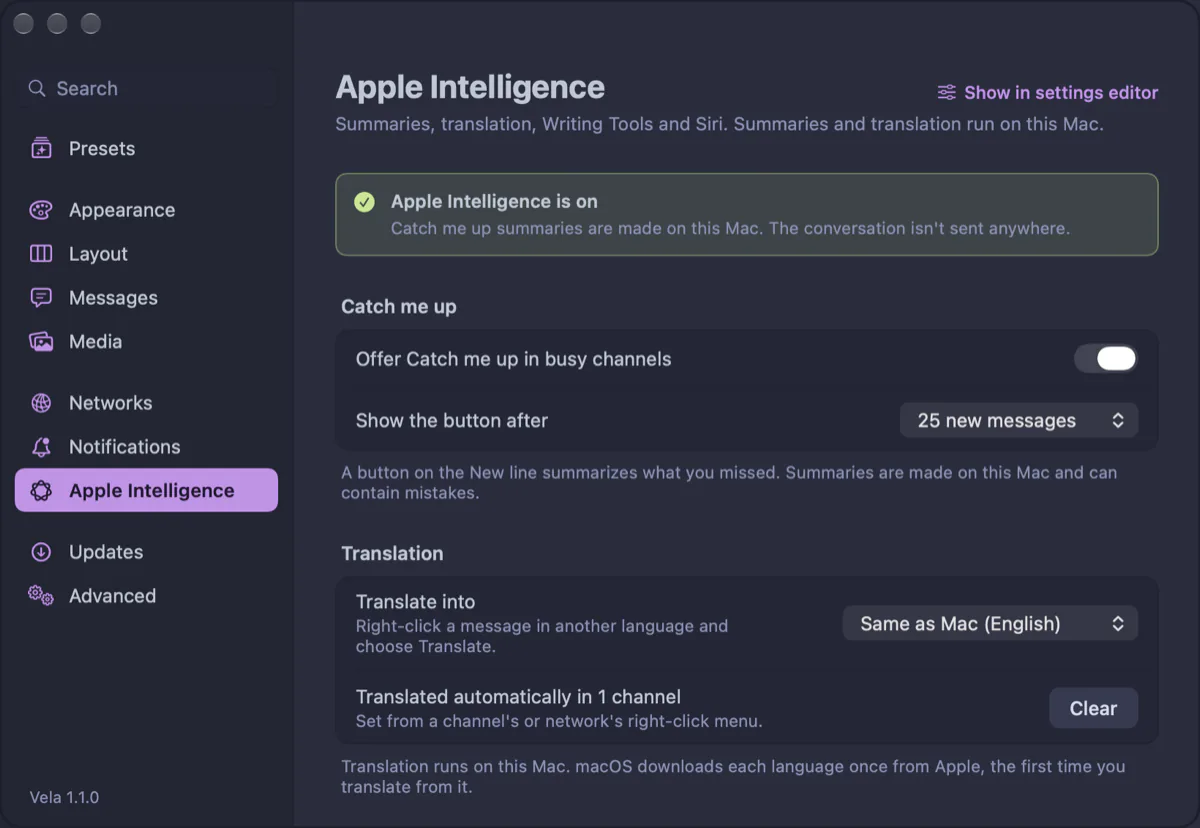 Search
Presets
Appearance
Layout
Messages
Media
Networks
Notifications
Apple Intelligence
Updates
Advanced
Vela 1.1.0
Apple Intelligence
Show in settings editor
Summaries, translation, Writing Tools and Siri. Summaries and translation run on this Mac.
Apple Intelligence is on
Catch me up summaries are made on this Mac. The conversation isn't sent anywhere.
Catch me up
Offer Catch me up in busy channels
Show the button after
25 new messages
A button on the New line summarizes what you missed. Summaries are made on this Mac and can
contain mistakes.
Translation
Translate into
Right-click a message in another language and
choose Translate.
Same as Mac (English)
Translated automatically in 1 channel
Set from a channel's or network's right-click menu.
Clear
Translation runs on this Mac. macOS downloads each language once from Apple, the first time you
translate from it.